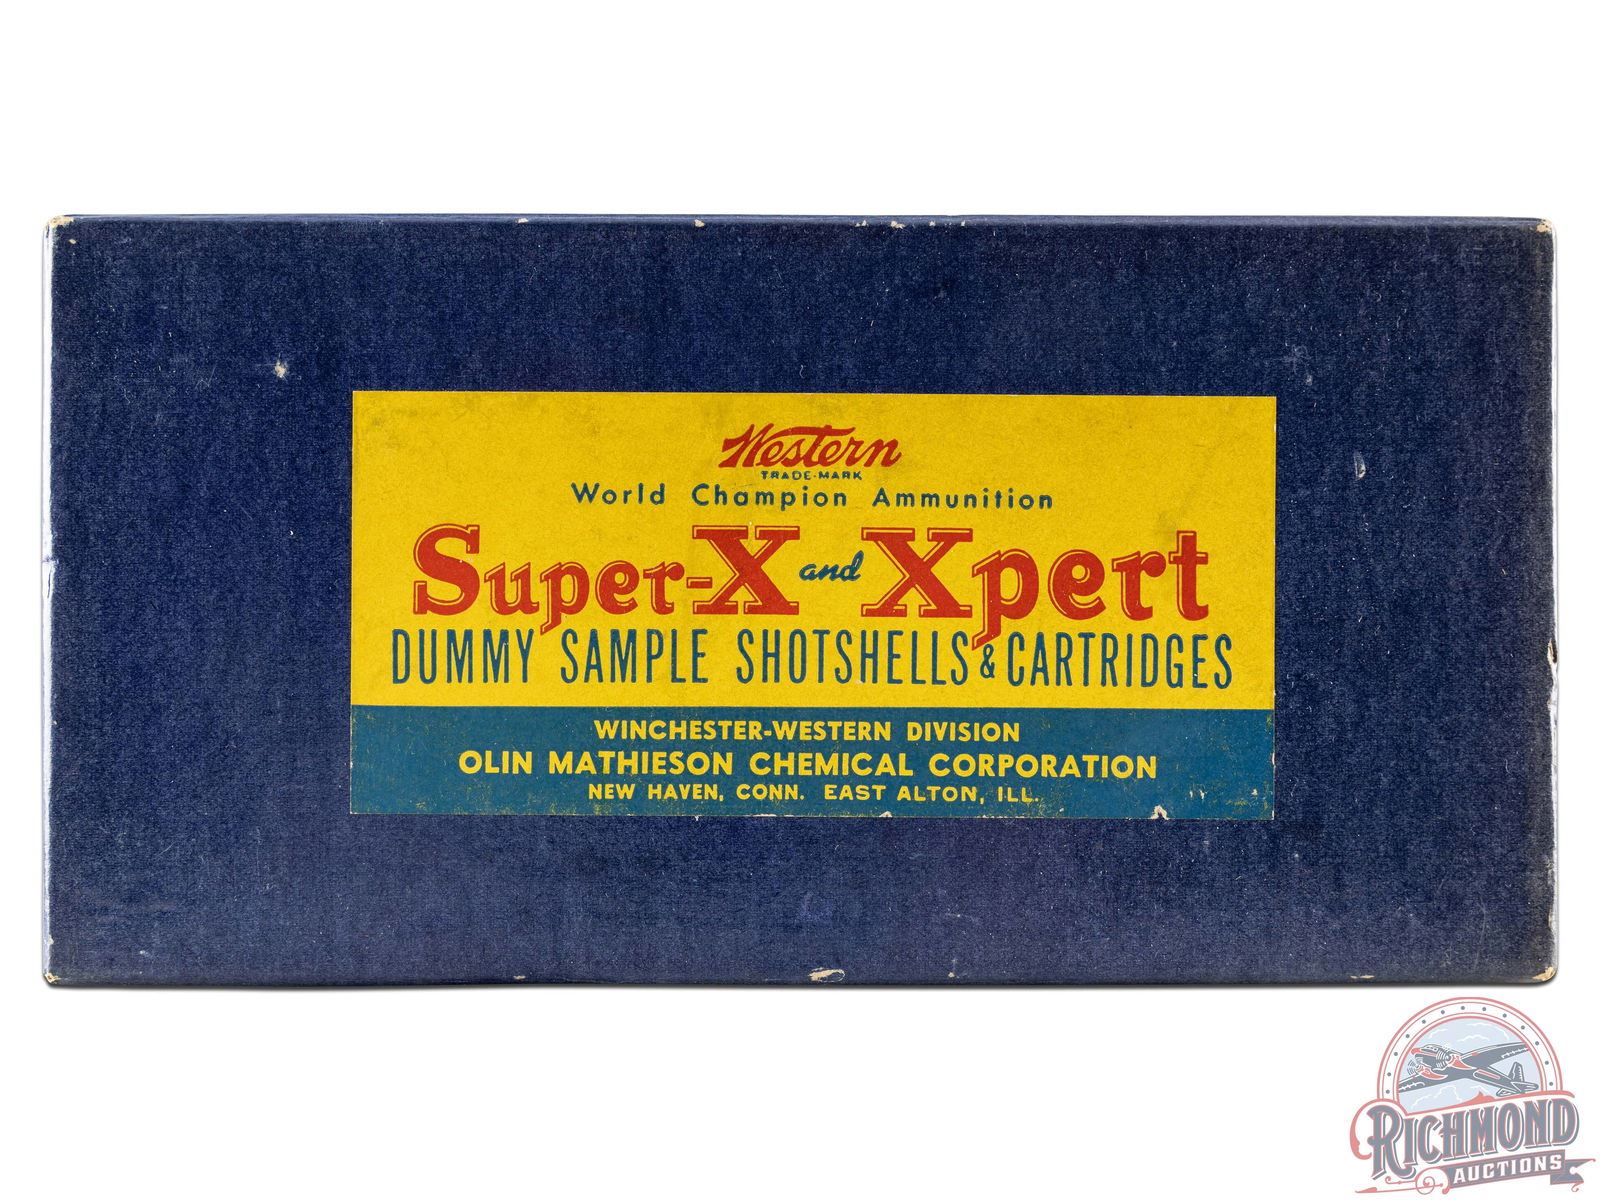 Western
TRADE-MARK
World Champion Ammunition
Super-X and Xpert
DUMMY SAMPLE SHOTSHELLS & CARTRIDGES
WINCHESTER-WESTERN DIVISION
OLIN MATHIESON CHEMICAL CORPORATION
NEW HAVEN, CONN. EAST ALTON, ILL.
RICHMOND
AUCTIONS